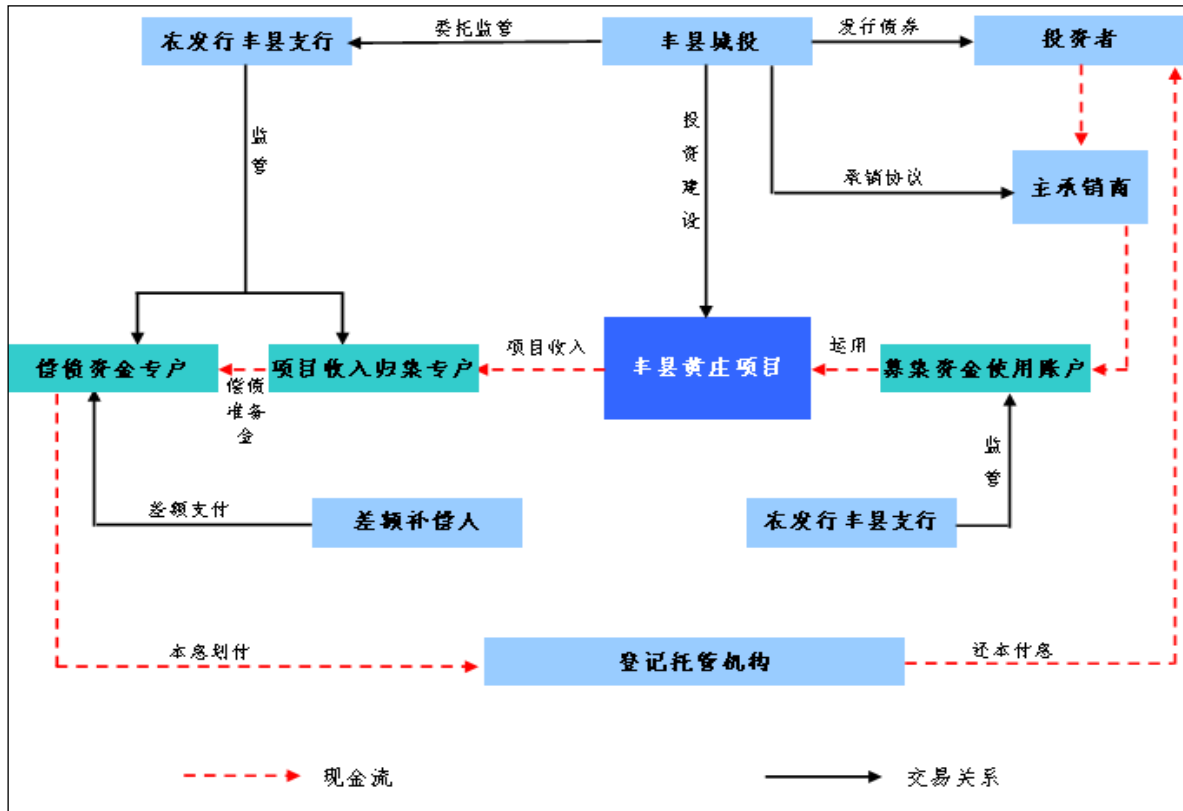 农发行丰县支行
委托监管
丰县城投
发行债券
投资者
监管
投资建设
承销协议
主承销商
偿债资金专户
偿债准备金
项目收入归集专户
项目收入
丰县黄庄项目
运用
募集资金使用账户
监管
差额支付
差额补偿人
农发行丰县支行
本息划付
登记托管机构
还本付息
现金流
交易关系